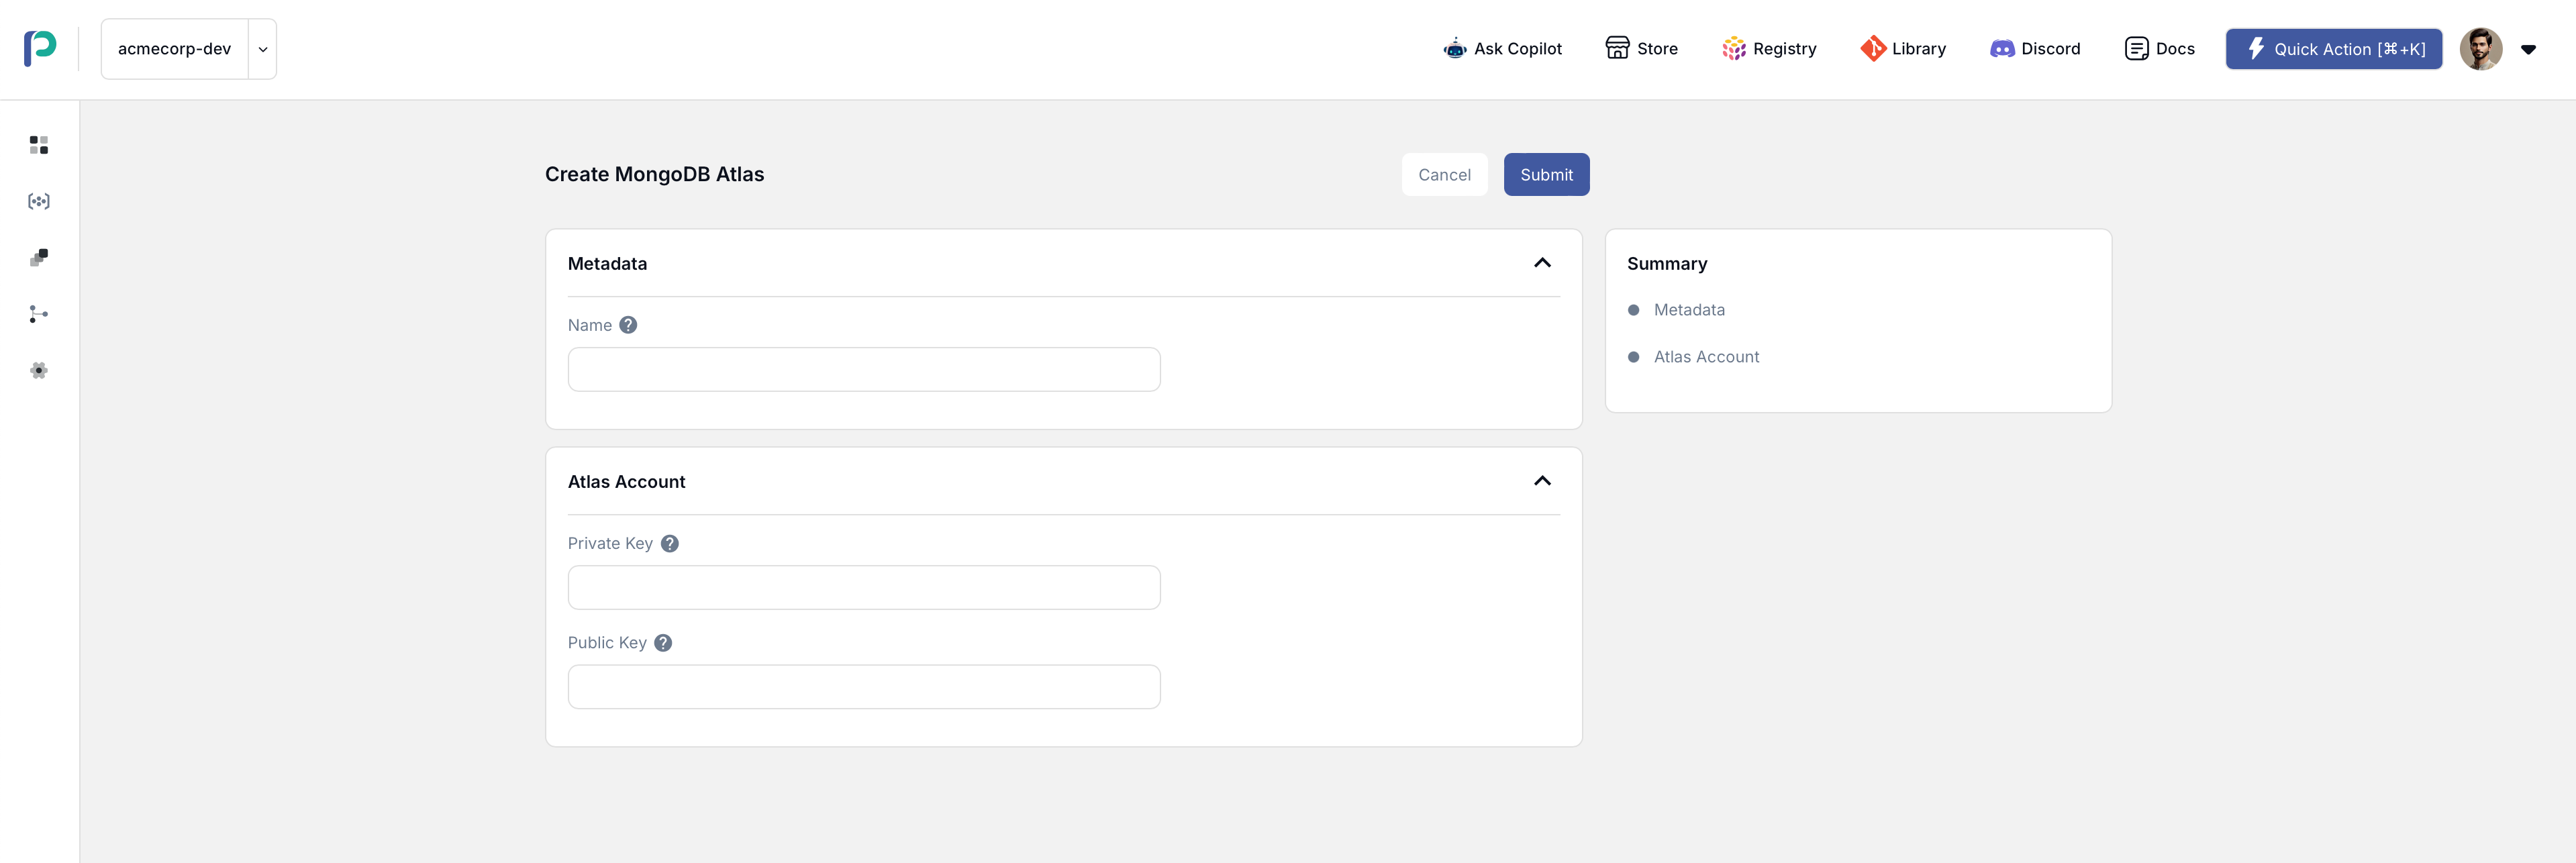 acmecorp-dev
Ask Copilot
Store
Registry
Library
Discord
Docs
Quick Action [⌘+K]
Create MongoDB Atlas
Cancel
Submit
Metadata
Name
Summary
Metadata
Atlas Account
Atlas Account
Private Key
Public Key